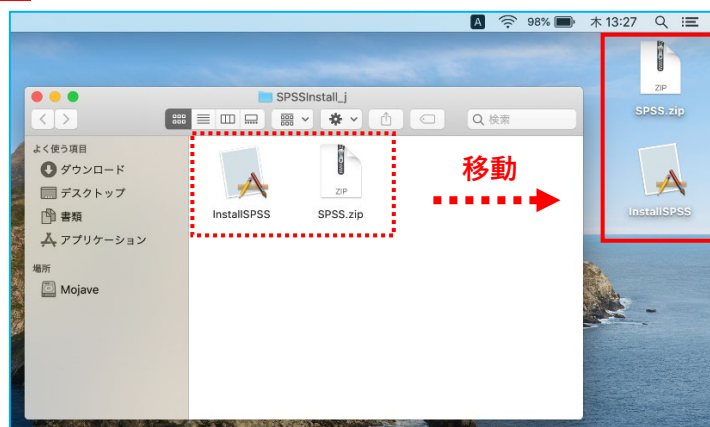 A 98% 木 13:27
ZIP
SPSS.zip
InstallSPSS
SPSSInstall_j
検索
よく使う項目
ダウンロード
デスクトップ
書類
アプリケーション
場所
Mojave
ZIP
InstallSPSS SPSS.zip
移動